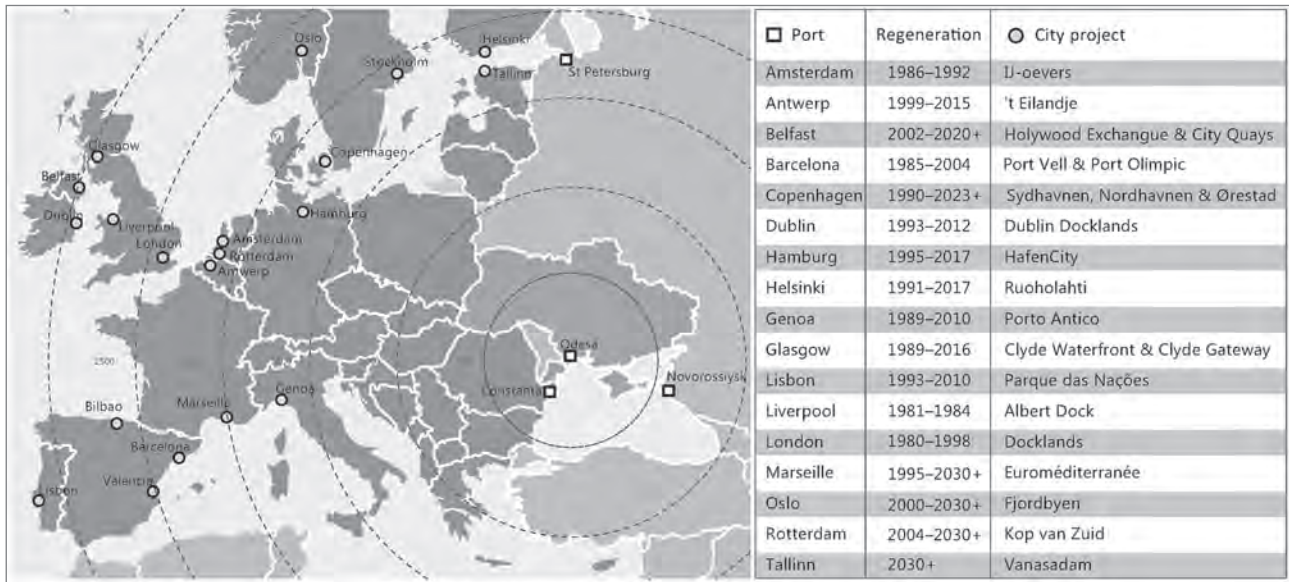 Oslo
Helsinki
Stockholm
Tallinn
St Petersburg
Glasgow
Copenhagen
Belfast
Dublin
Liverpool
Hamburg
London
Amsterdam
Rotterdam
Antwerp
2500
Odesa
Constanta
Novorossiysk
Genoa
Marseille
Bilbao
Barcelona
Valencia
Lisbon
Port Regeneration City project
Amsterdam 1986–1992 IJ-oevers
Antwerp 1999–2015 't Eilandje
Belfast 2002–2020+ Holywood Exchangue & City Quays
Barcelona 1985–2004 Port Vell & Port Olimpic
Copenhagen 1990–2023+ Sydhavnen, Nordhavnen & Ørestad
Dublin 1993–2012 Dublin Docklands
Hamburg 1995–2017 HafenCity
Helsinki 1991–2017 Ruoholahti
Genoa 1989–2010 Porto Antico
Glasgow 1989–2016 Clyde Waterfront & Clyde Gateway
Lisbon 1993–2010 Parque das Nações
Liverpool 1981–1984 Albert Dock
London 1980–1998 Docklands
Marseille 1995–2030+ Euroméditerranée
Oslo 2000–2030+ Fjordbyen
Rotterdam 2004–2030+ Kop van Zuid
Tallinn 2030+ Vanasadam